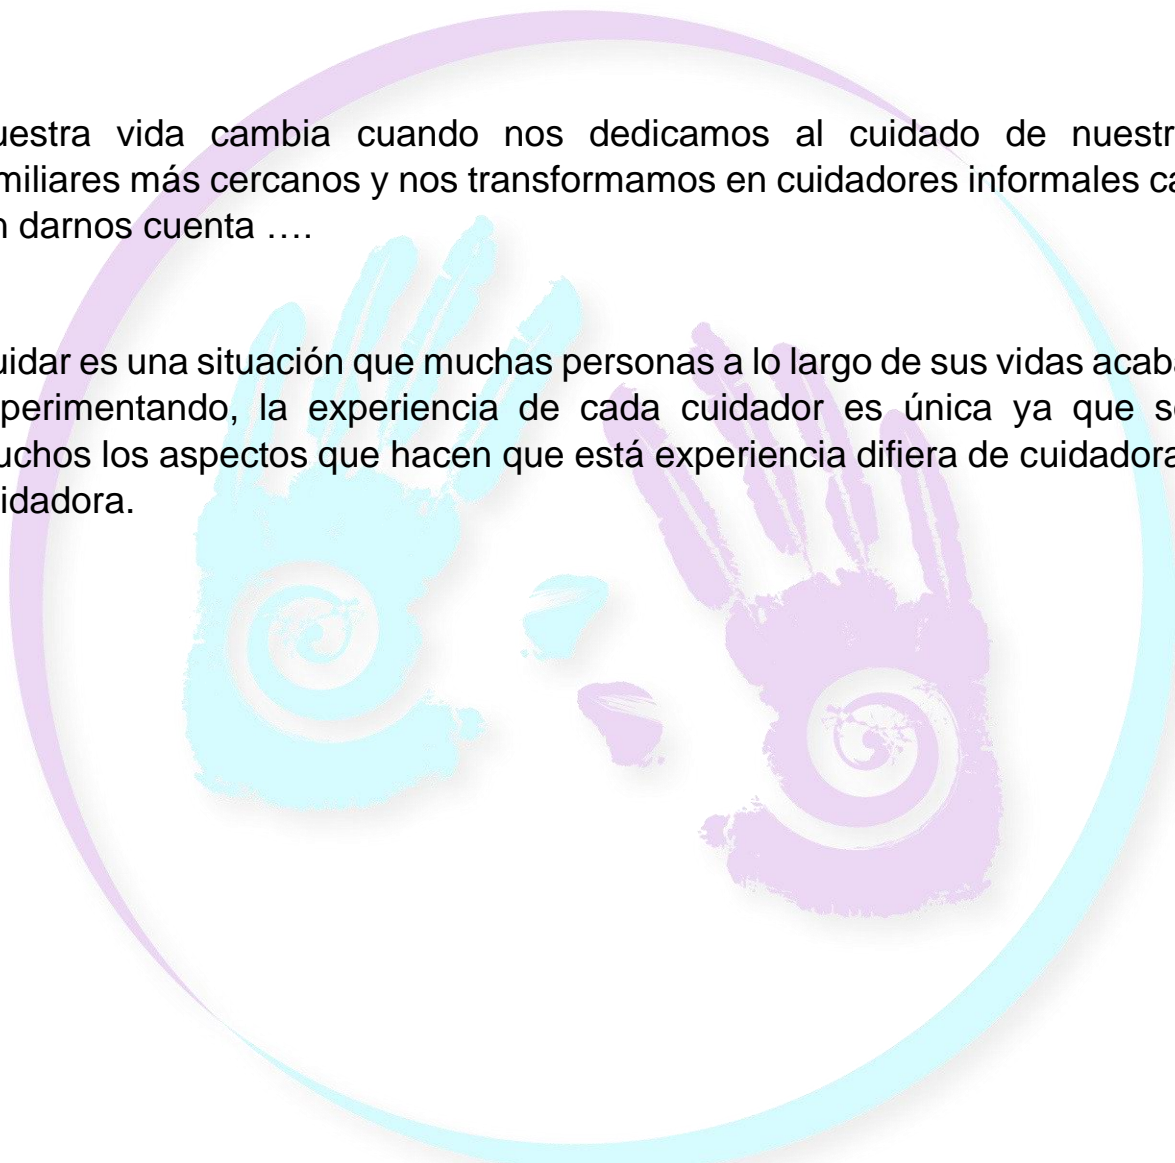 uestra vida cambia cuando nos dedicamos al cuidado de nuestr
miliares más cercanos y nos transformamos en cuidadores informales ca
n darnos cuenta ….
uidar es una situación que muchas personas a lo largo de sus vidas acaba
perimentando, la experiencia de cada cuidador es única ya que s
uchos los aspectos que hacen que está experiencia difiera de cuidadora
idadora.